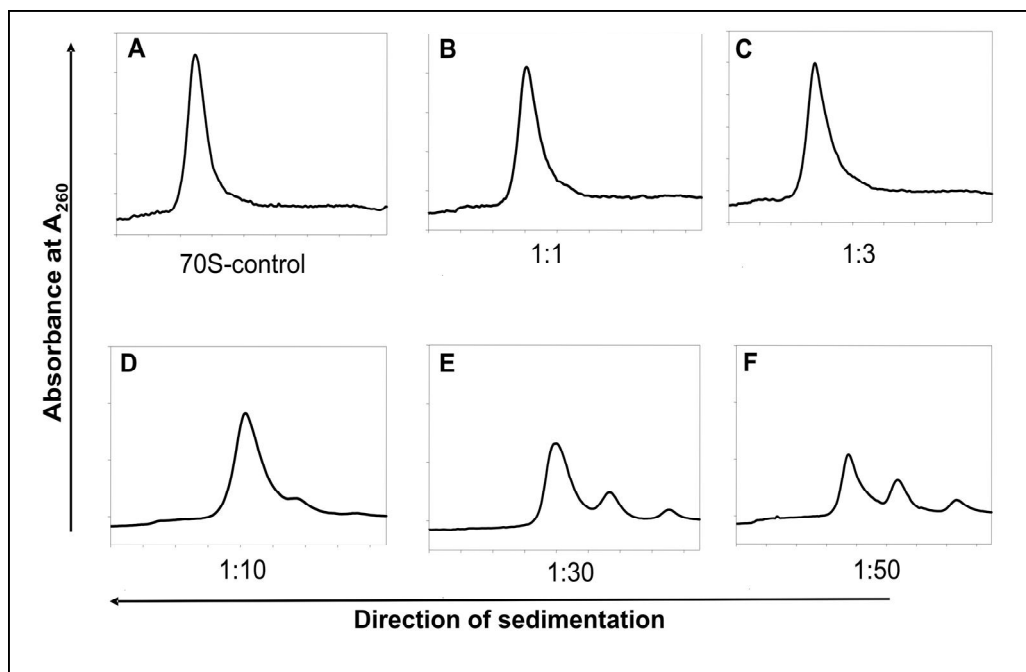 Absorbance at A260
A
70S-control
B
1:1
C
1:3
D
1:10
E
1:30
F
1:50
Direction of sedimentation